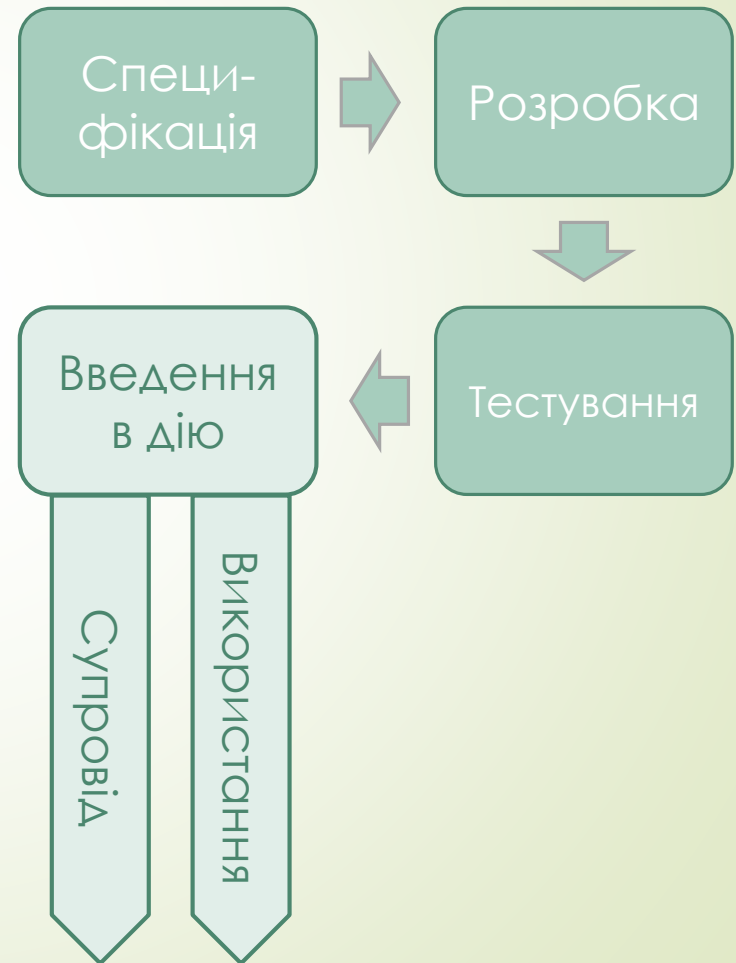 Специ-
фікація
Розробка
Тестування
Введення
в дію
Супровід
Використання